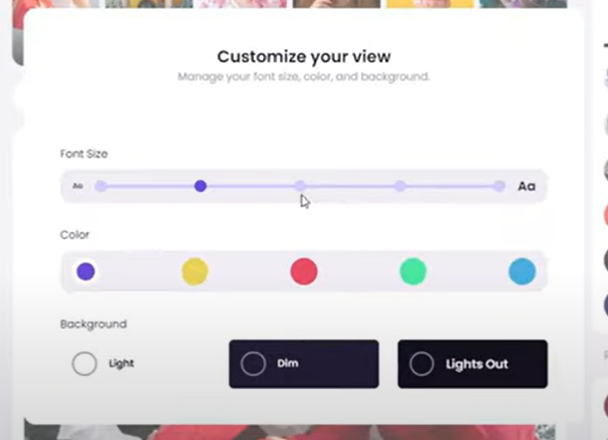 Customize your view
Manage your font size, color, and background.
Font Size
Aa Aa
Color
Background
Light Dim Lights Out